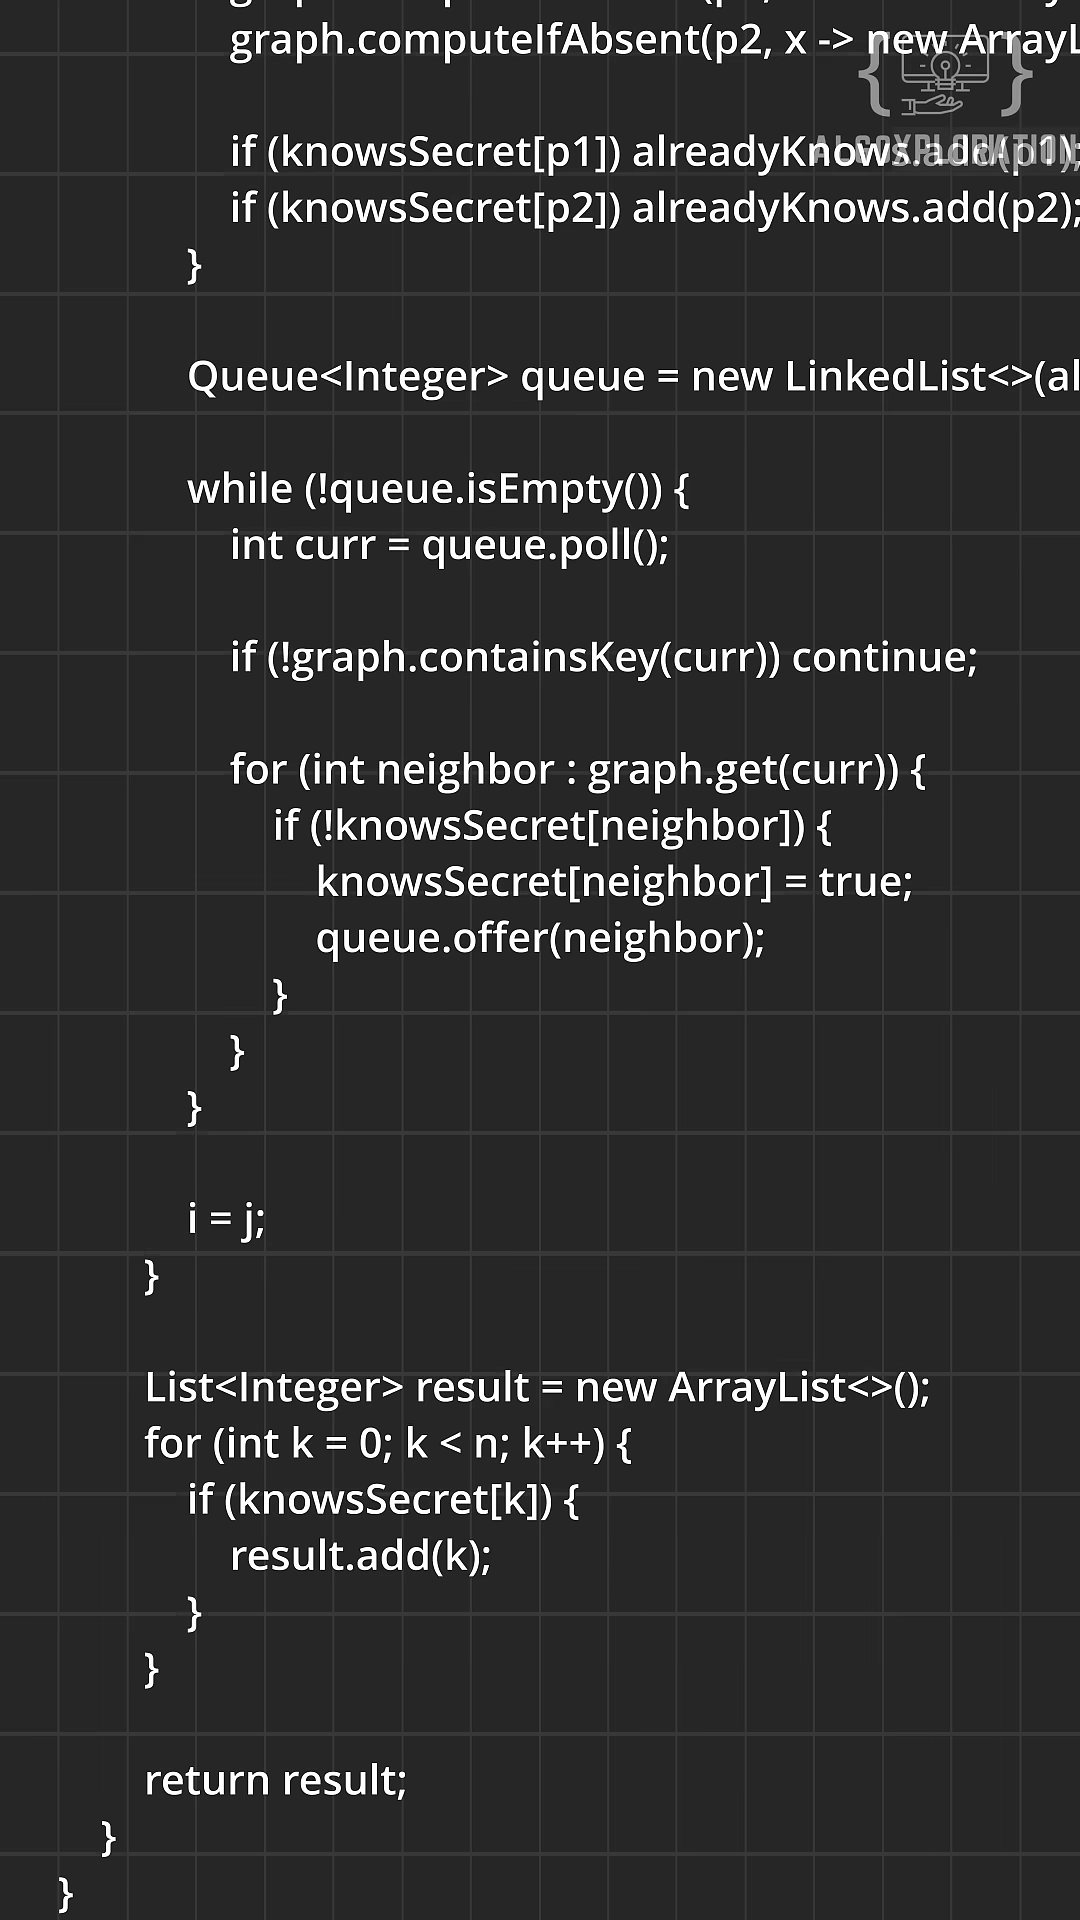 graph.computeIfAbsent(p2, x -> new ArrayL
if (knowsSecret[p1]) alreadyKnows.add(p1);
if (knowsSecret[p2]) alreadyKnows.add(p2);
}
Queue<Integer> queue = new LinkedList<>(al
while (!queue.isEmpty()) {
int curr = queue.poll();
if (!graph.containsKey(curr)) continue;
for (int neighbor : graph.get(curr)) {
if (!knowsSecret[neighbor]) {
knowsSecret[neighbor] = true;
queue.offer(neighbor);
}
}
}
i = j;
}
List<Integer> result = new ArrayList<>();
for (int k = 0; k < n; k++) {
if (knowsSecret[k]) {
result.add(k);
}
}
return result;
}
}